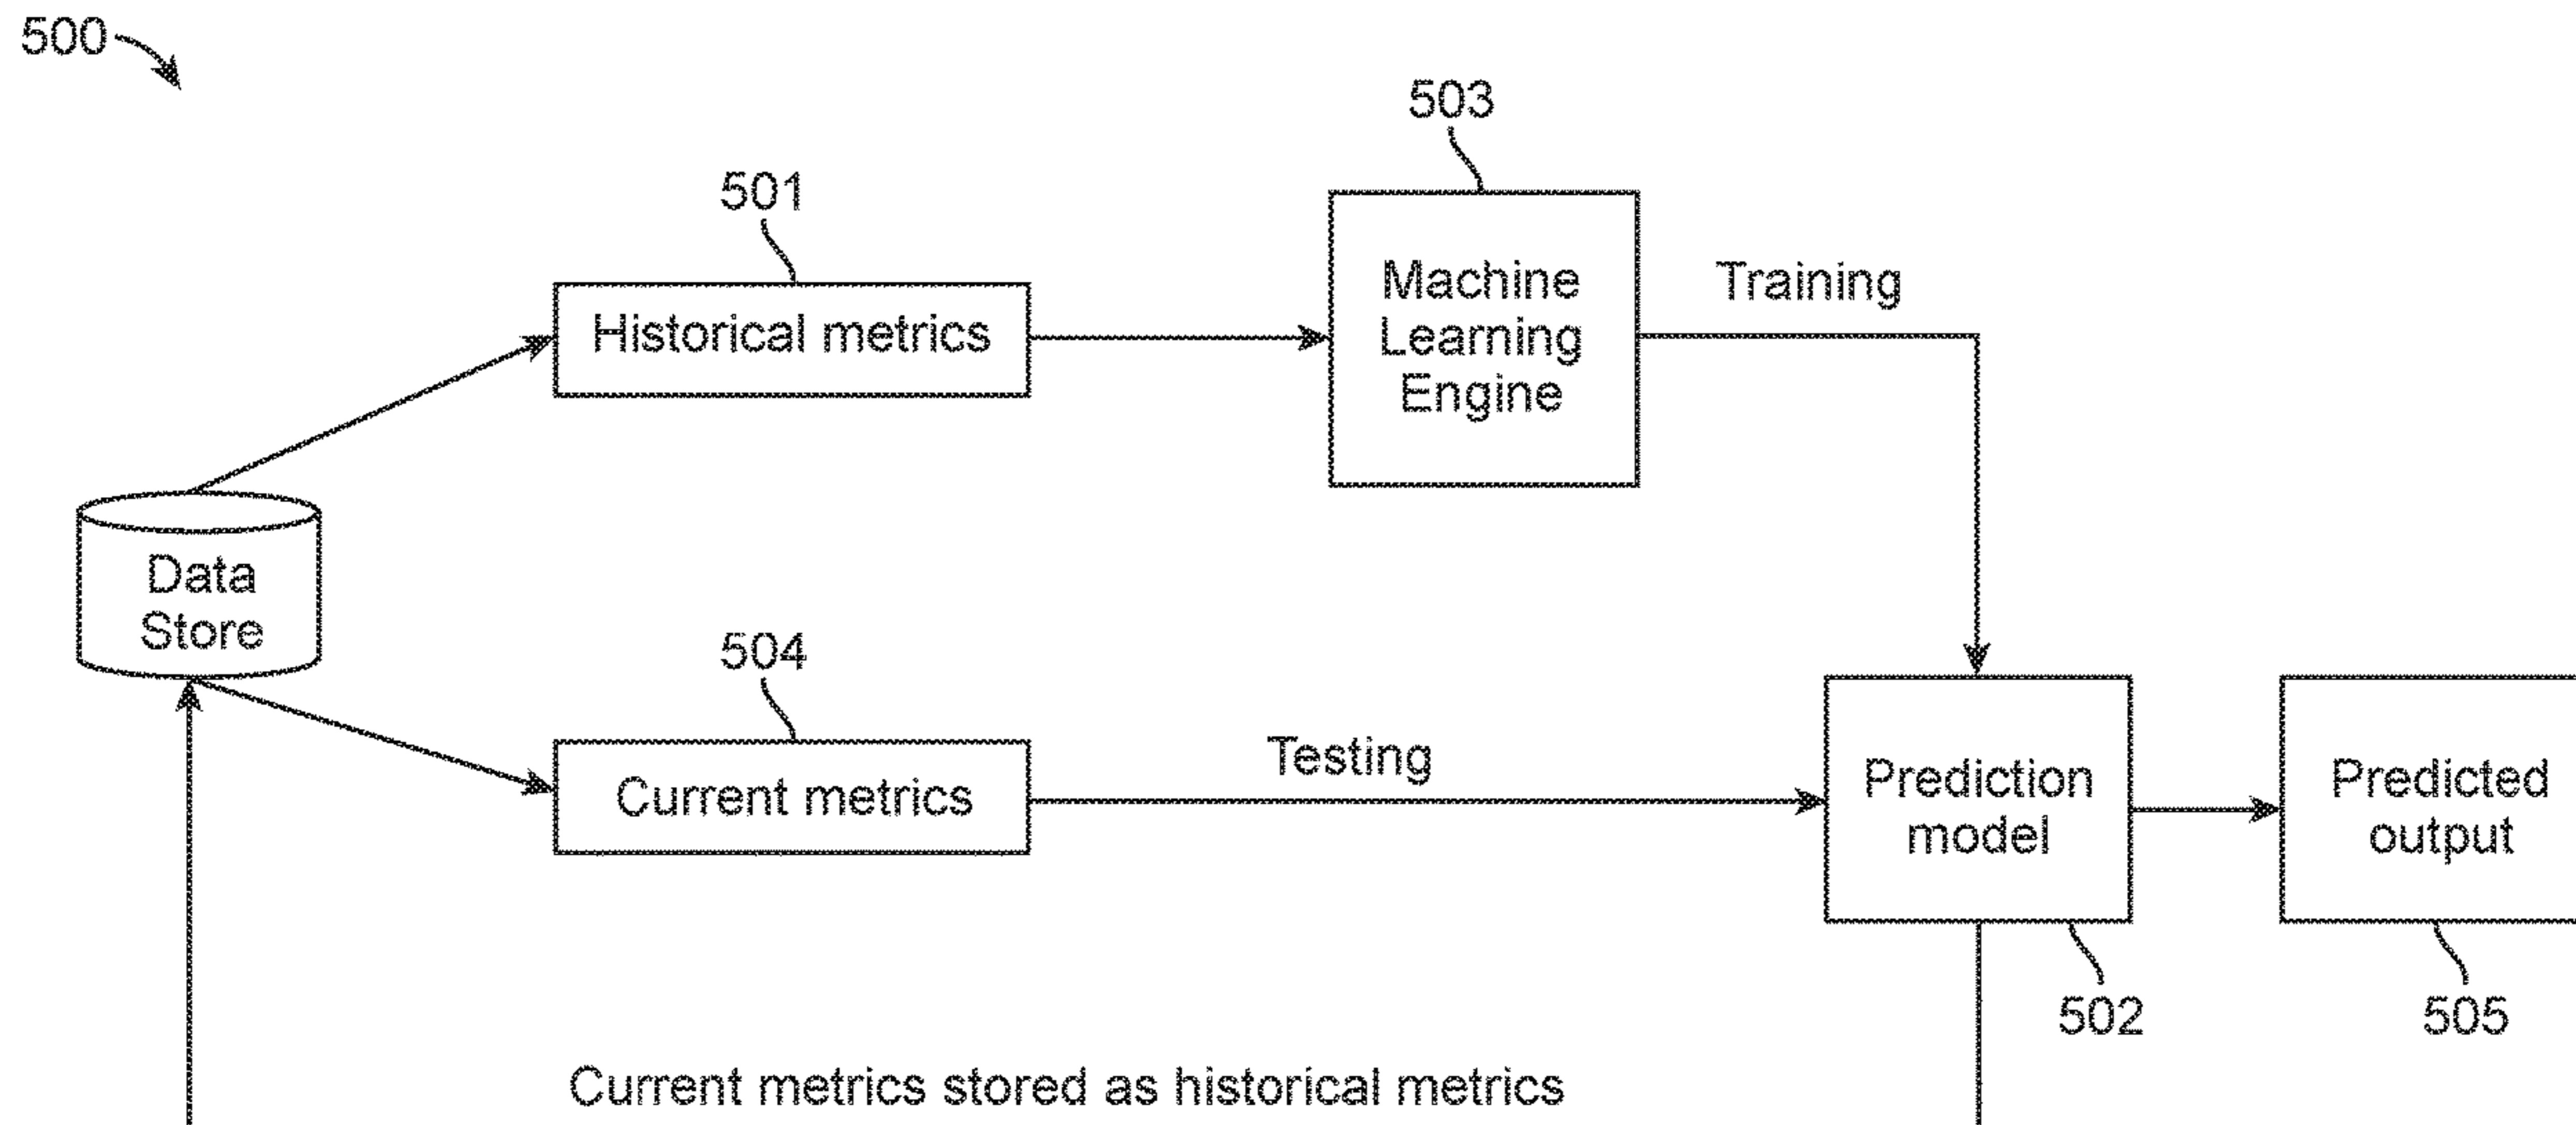 500
503
501
Machine
Learning
Engine
Training
Historical metrics
Data
Store
504
Testing
Current metrics
Prediction
model
Predicted
output
502
505
Current metrics stored as historical metrics